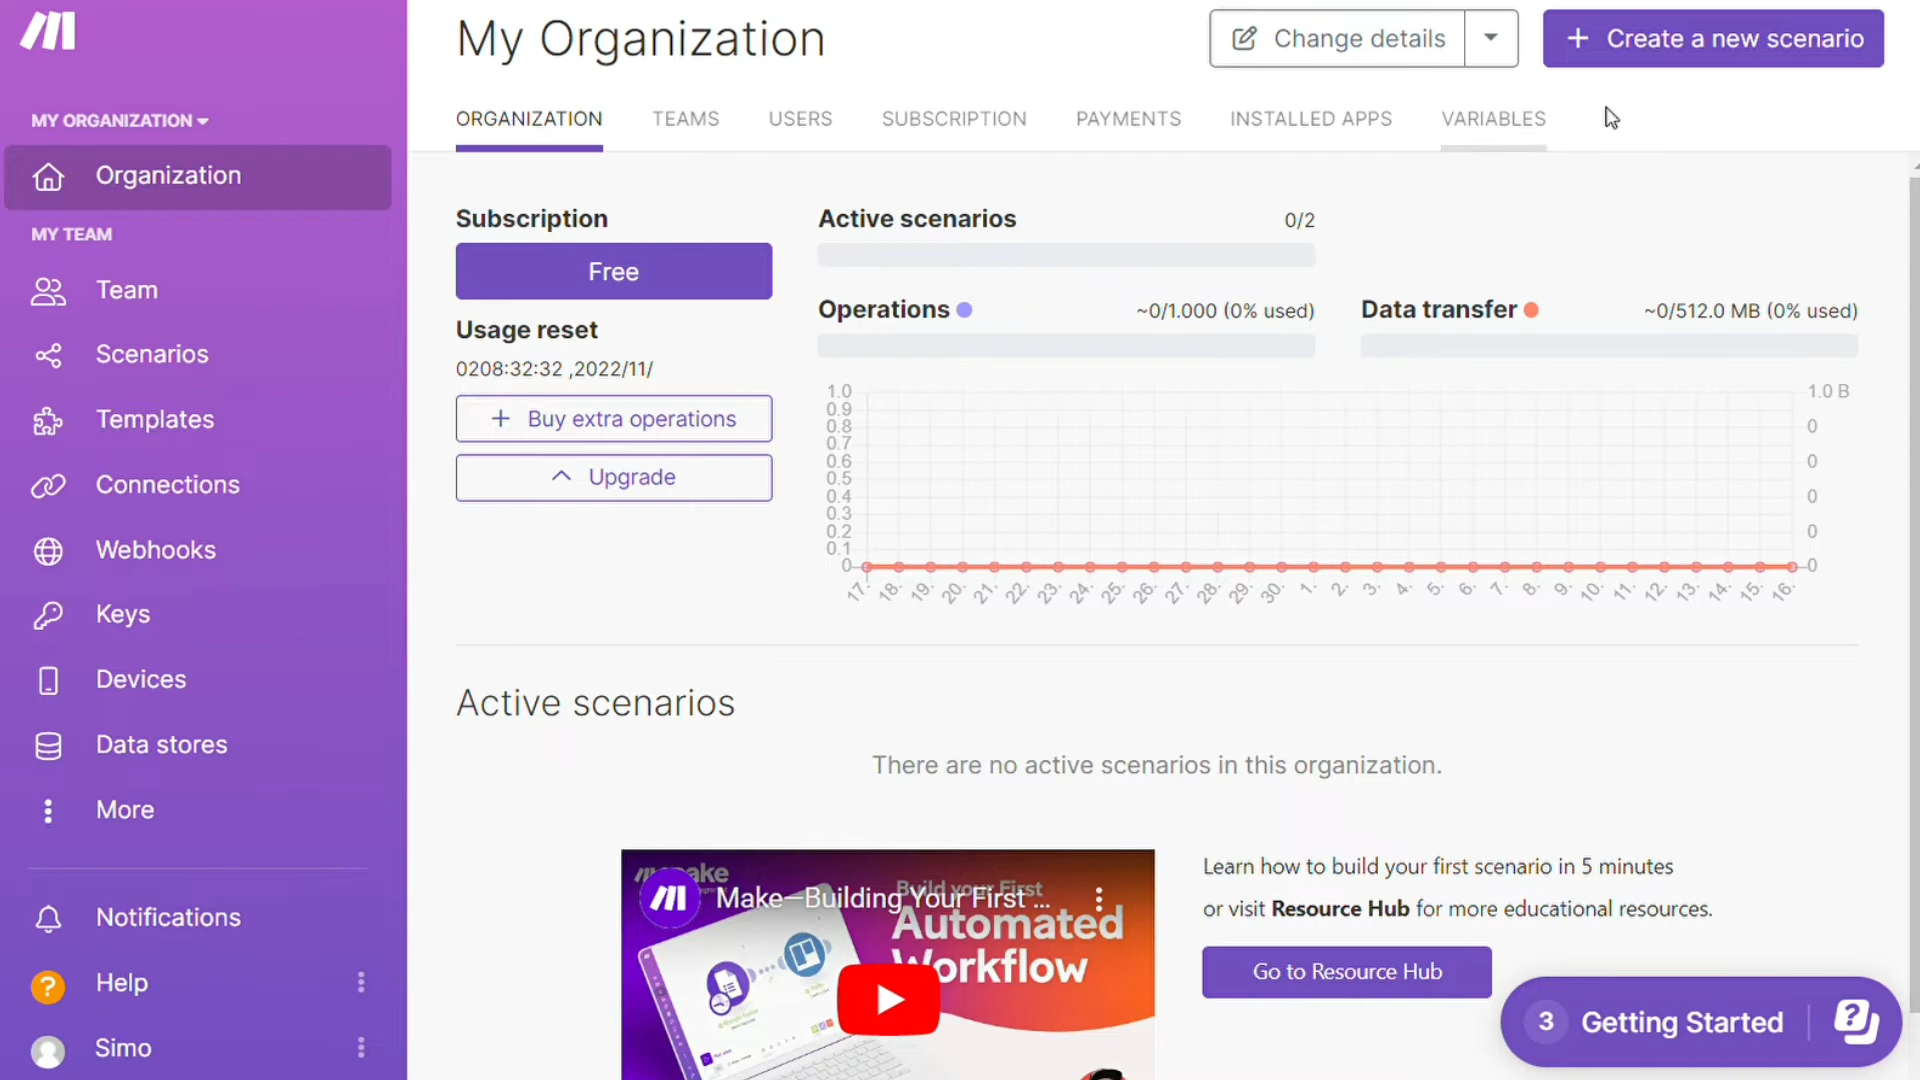 My Organization
Change details
+ Create a new scenario
MY ORGANIZATION
ORGANIZATION TEAMS USERS SUBSCRIPTION PAYMENTS INSTALLED APPS VARIABLES
Organization
MY TEAM
Team
Scenarios
Templates
Connections
Webhooks
Keys
Devices
Data stores
More
Notifications
? Help
Simo
Subscription
Free
Usage reset
0208:32:32 ,2022/11/
+ Buy extra operations
Upgrade
Active scenarios 0/2
Operations ~0/1.000 (0% used)
Data transfer ~0/512.0 MB (0% used)
1.0
0.9
0.8
0.7
0.6
0.5
0.4
0.3
0.2
0.1
0
1.0 B
0
0
0
0
0
17. 18. 19. 20. 21. 22. 23. 24. 25. 26. 27. 28. 29. 30. 1. 2. 3. 4. 5. 6. 7. 8. 9. 10. 11. 12. 13. 14. 15. 16.
Active scenarios
There are no active scenarios in this organization.
make
Make—Building Your First ...
Build your First
Automated
Workflow
Learn how to build your first scenario in 5 minutes
or visit Resource Hub for more educational resources.
Go to Resource Hub
3 Getting Started ?